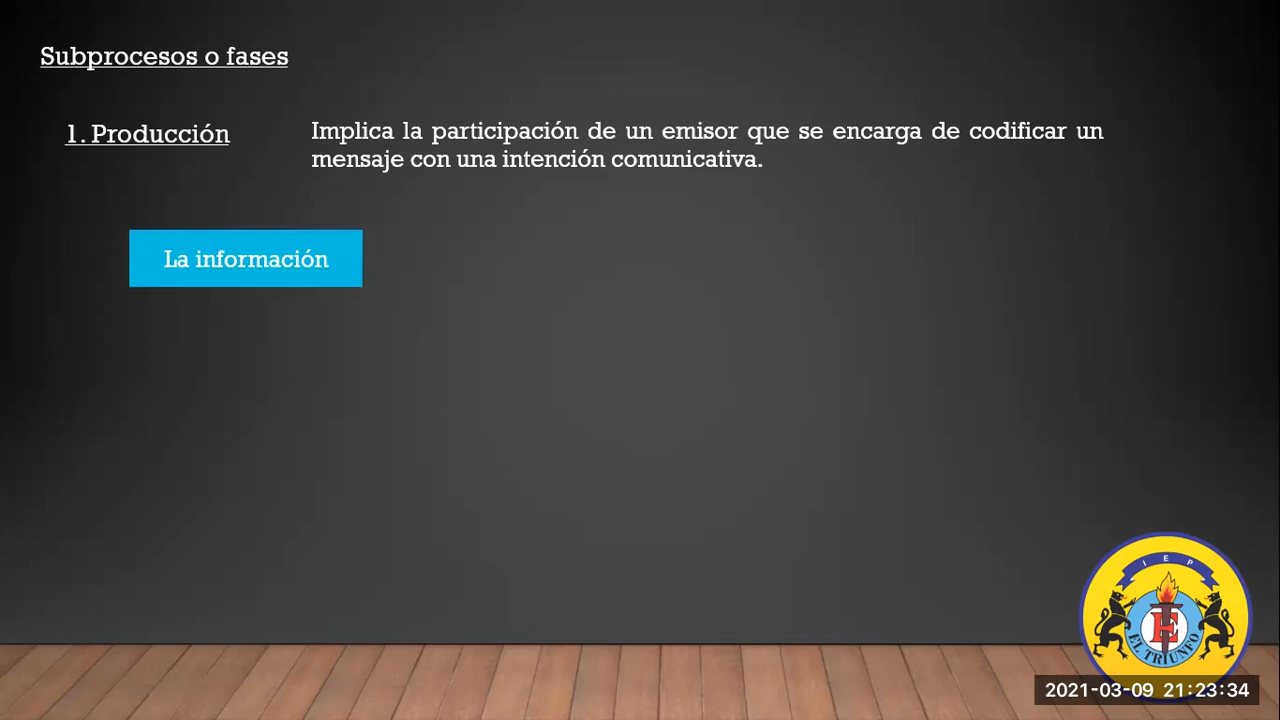 Subprocesos o fases
1. Producción
Implica la participación de un emisor que se encarga de codificar un
mensaje con una intención comunicativa.
La información
I E P
E
EL TRIUNFO
2021-03-09 21:23:34